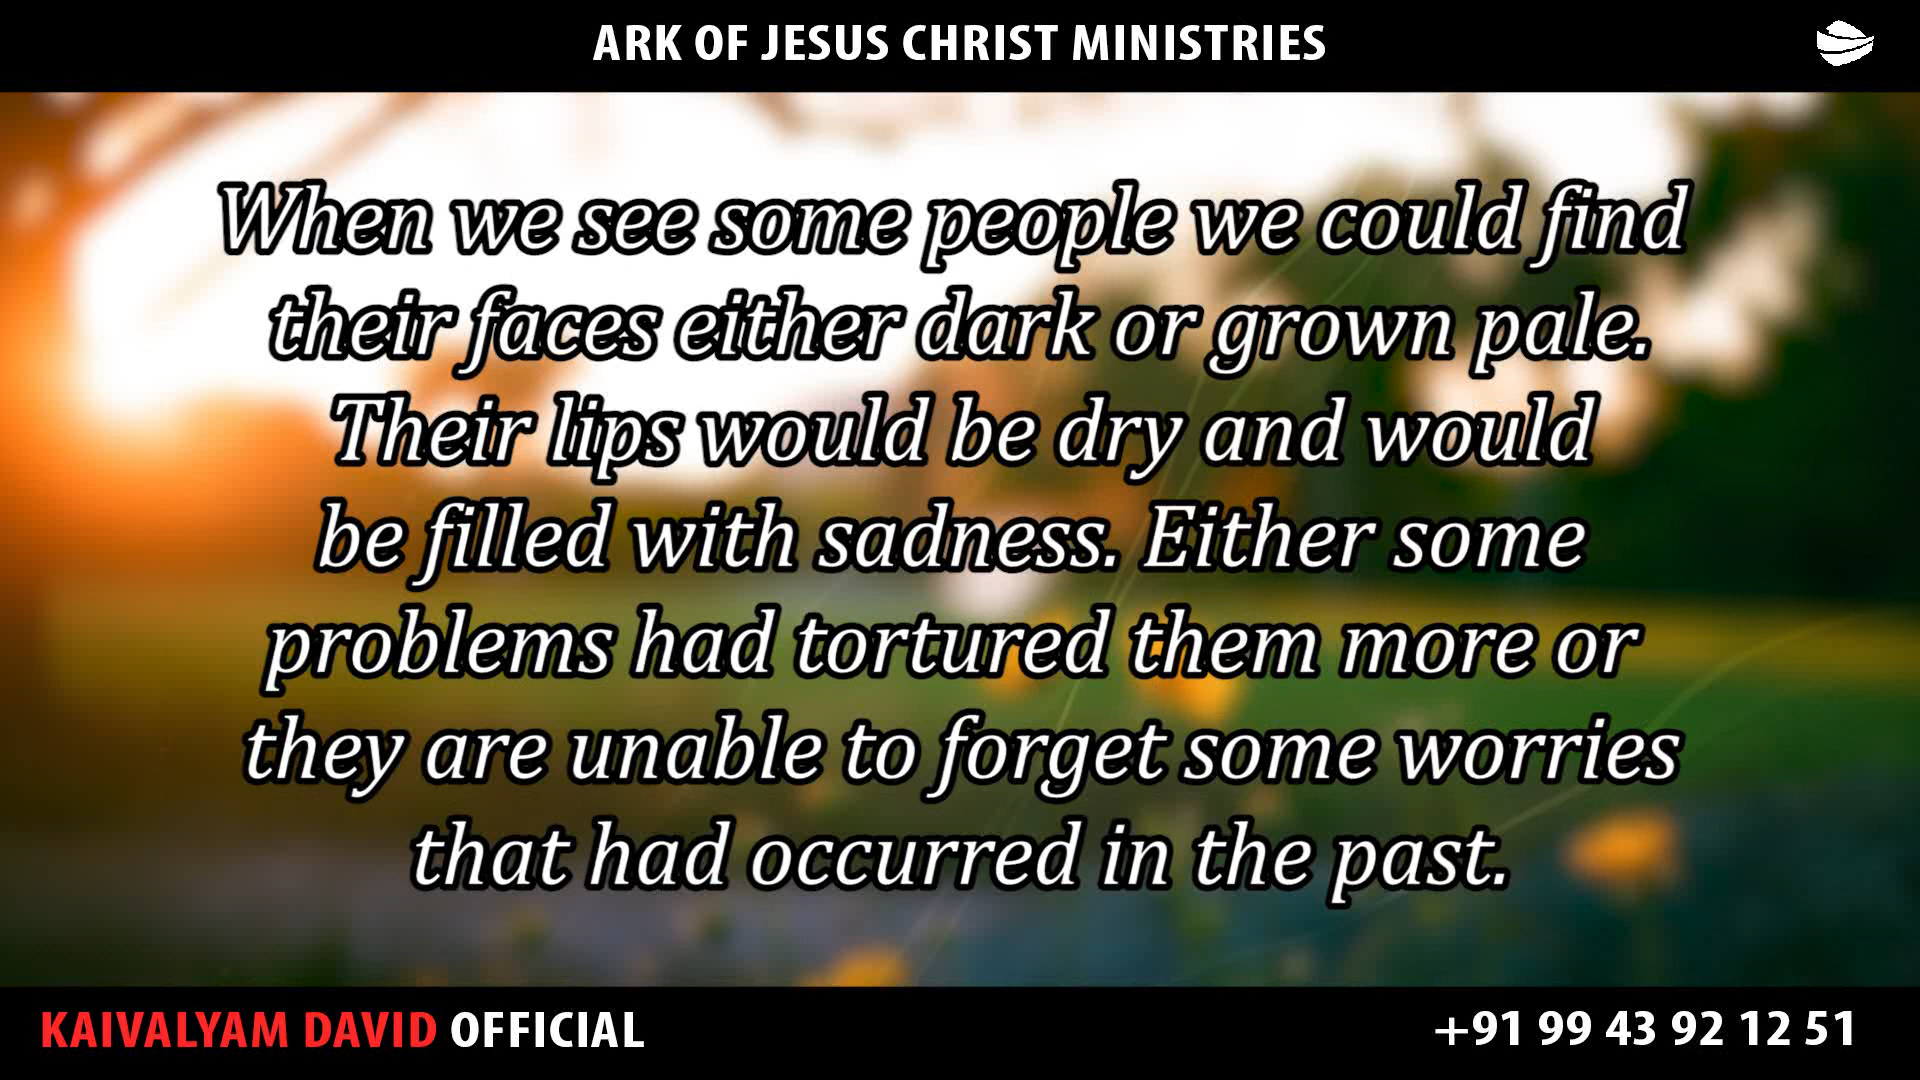 ARK OF JESUS CHRIST MINISTRIES
When we see some people we could find
their faces either dark or grown pale.
Their lips would be dry and would
be filled with sadness. Either some
problems had tortured them more or
they are unable to forget some worries
that had occurred in the past.
KAIVALYAM DAVID OFFICIAL
+91 99 43 92 12 51